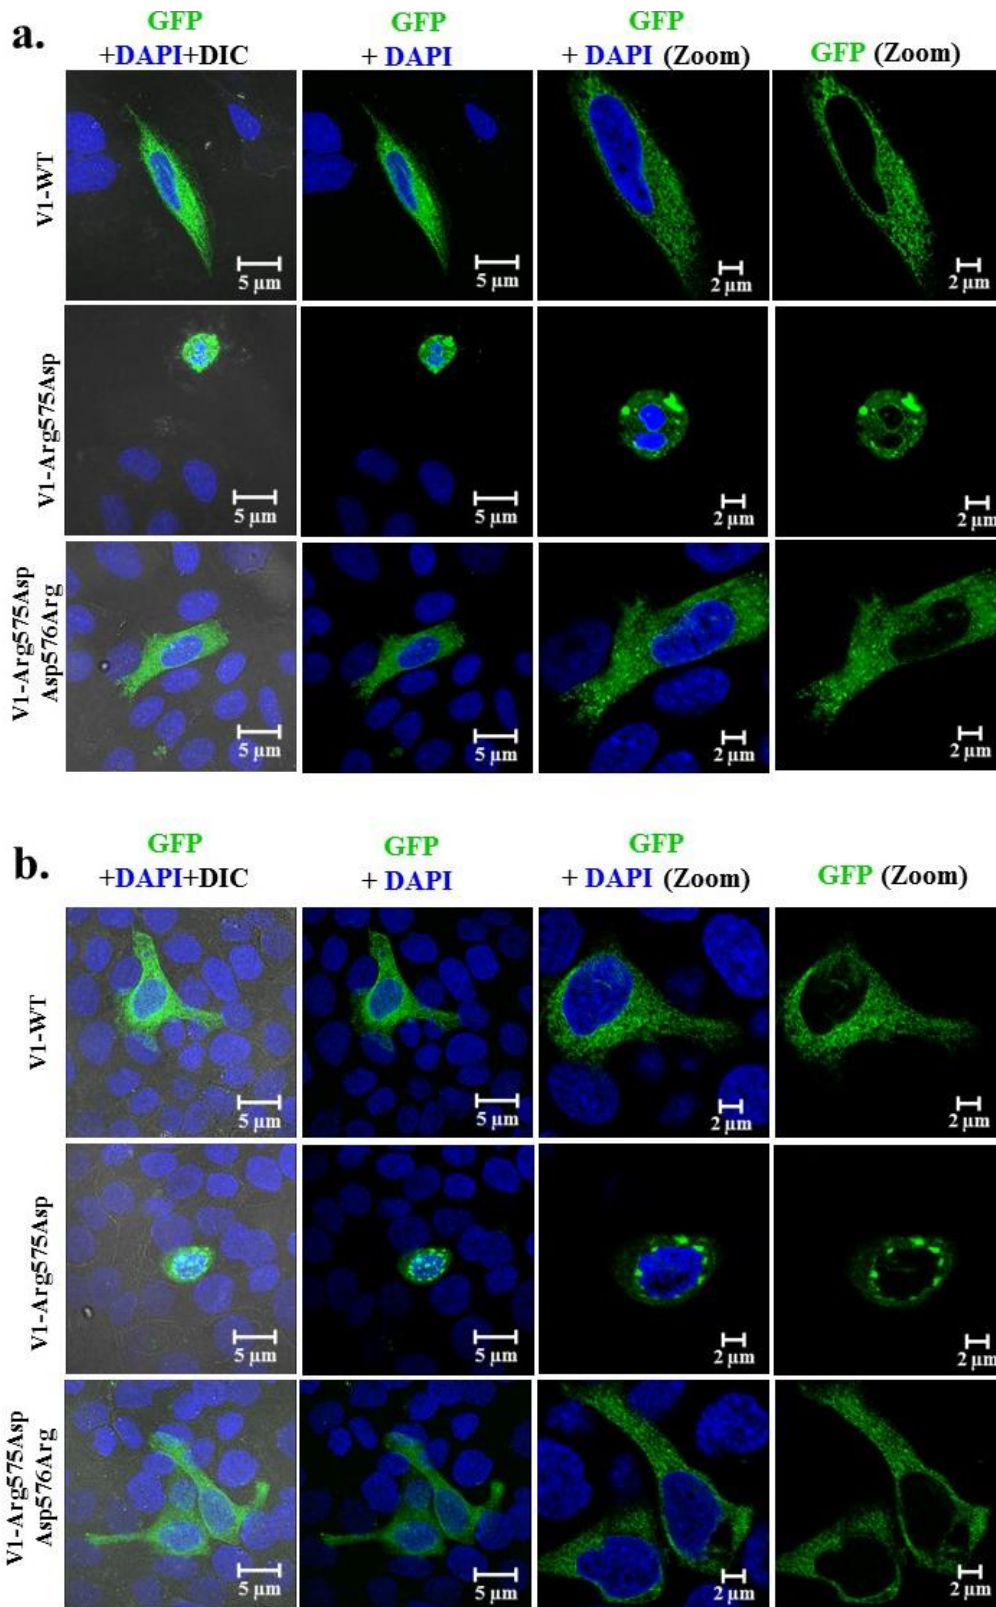 a.
GFP
+DAPI+DIC
GFP
+ DAPI
GFP
+ DAPI (Zoom)
GFP (Zoom)
V1-WT
5 µm
5 µm
2 µm
2 µm
V1-Arg575Asp
5 µm
5 µm
2 µm
2 µm
V1-Arg575Asp
Asp576Arg
5 µm
5 µm
2 µm
2 µm
b.
GFP
+DAPI+DIC
GFP
+ DAPI
GFP
+ DAPI (Zoom)
GFP (Zoom)
V1-WT
5 µm
5 µm
2 µm
2 µm
V1-Arg575Asp
5 µm
5 µm
2 µm
2 µm
V1-Arg575Asp
Asp576Arg
5 µm
5 µm
2 µm
2 µm